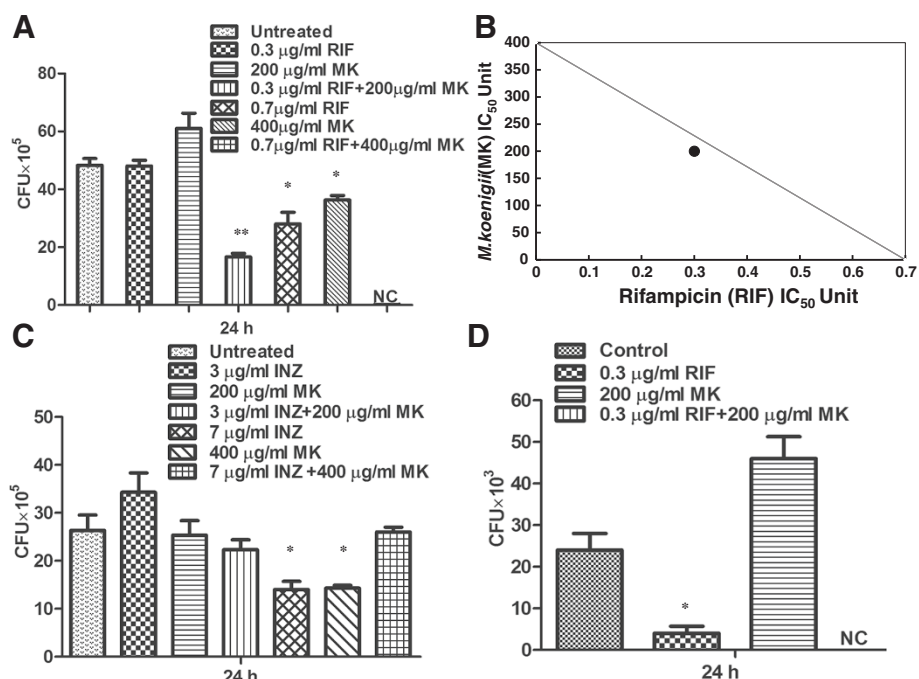 A
Untreated
0.3 μg/ml RIF
200 μg/ml MK
0.3 μg/ml RIF+200μg/ml MK
0.7μg/ml RIF
400μg/ml MK
0.7μg/ml RIF+400μg/ml MK
80
60
40
20
0
CFU×10⁵
**
*
*
NC
24 h
B
400
350
300
250
200
150
100
50
0
M.koenigii(MK) IC₅₀ Unit
0 0.1 0.2 0.3 0.4 0.5 0.6 0.7
Rifampicin (RIF) IC₅₀ Unit
C
Untreated
3 μg/ml INZ
200 μg/ml MK
3 μg/ml INZ+200 μg/ml MK
7 μg/ml INZ
400 μg/ml MK
7 μg/ml INZ +400 μg/ml MK
50
40
30
20
10
0
CFU×10⁵
*
*
24 h
D
Control
0.3 μg/ml RIF
200 μg/ml MK
0.3 μg/ml RIF+200 μg/ml MK
60
50
40
30
20
10
0
CFU×10³
*
NC
24 h